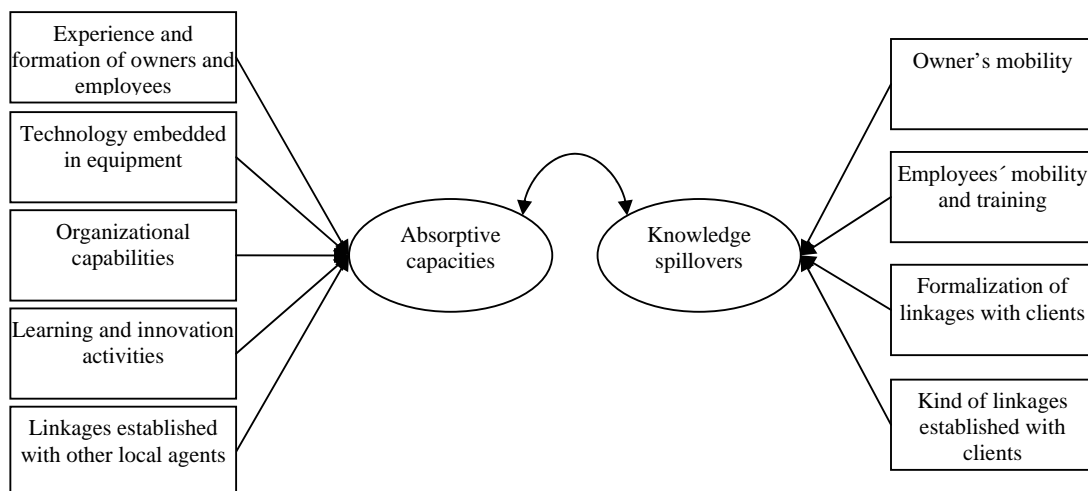 Experience and
formation of owners and
employees
Technology embedded
in equipment
Organizational
capabilities
Learning and innovation
activities
Linkages established
with other local agents
Absorptive
capacities
Knowledge
spillovers
Owner’s mobility
Employees´ mobility
and training
Formalization of
linkages with clients
Kind of linkages
established with
clients